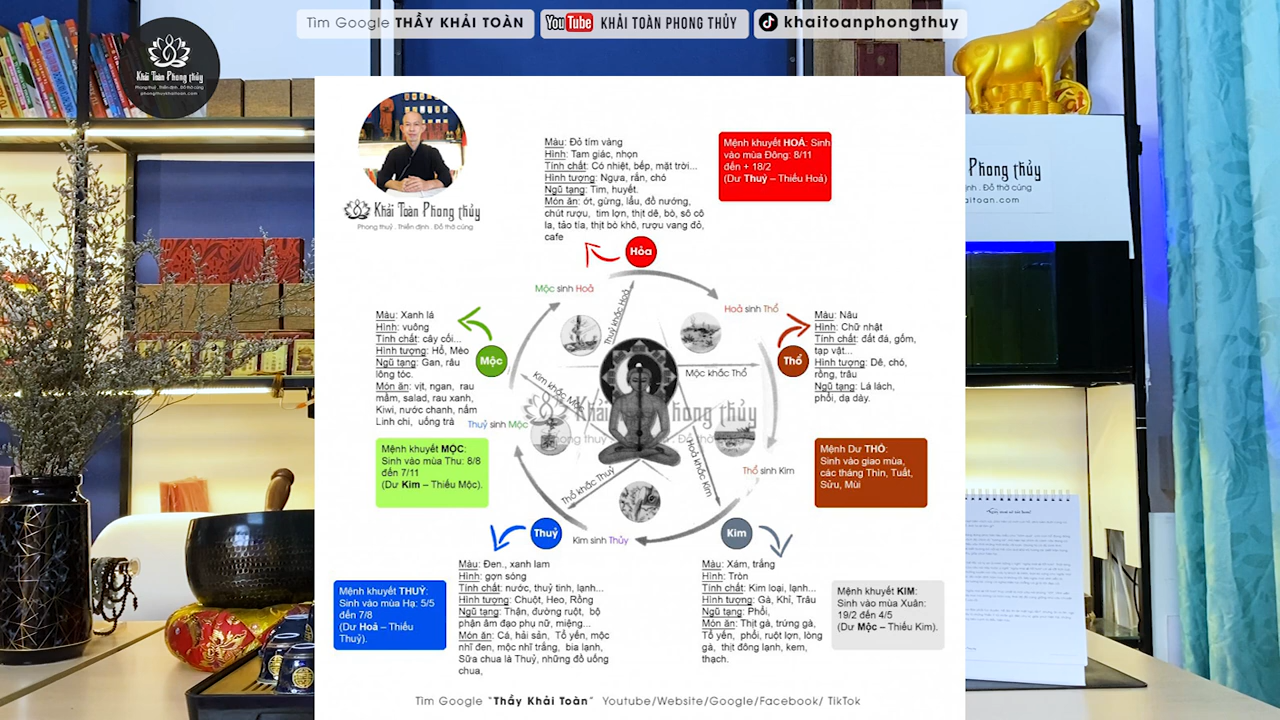 Tìm Google THẦY KHẢI TOÀN
YouTube KHẢI TOÀN PHONG THỦY
khaitoanphongthuy
Khải Toàn Phong thủy
Phong thuỷ . Thiền định . Đồ thờ cúng
phongthuykhaitoan.com
Khải Toàn Phong thủy
Phong thuỷ . Thiền định . Đồ thờ cúng
Màu: Đỏ tím vàng
Hình: Tam giác, nhọn
Tính chất: Có nhiệt, bếp, mặt trời...
Hình tượng: Ngựa, rắn, chó
Ngũ tạng: Tim, huyết.
Món ăn: ớt, gừng, lẩu, đồ nướng,
chút rượu, tim lợn, thịt dê, bò, sô cô
la, táo tía, thịt bò khô, rượu vang đỏ,
cafe
Mệnh khuyết HOẢ: Sinh
vào mùa Đông: 8/11
đến + 18/2
(Dư Thuỷ – Thiếu Hoả)
Hỏa
Mộc sinh Hoả
Thuỷ khắc Hoả
Hoả sinh Thổ
Màu: Xanh lá
Hình: vuông
Tính chất: cây cối...
Hình tượng: Hổ, Mèo
Ngũ tạng: Gan, râu
lông tóc.
Món ăn: vịt, ngan, rau
mầm, salad, rau xanh,
Kiwi, nước chanh, nấm
Linh chi, uống trà
Mộc
Thổ
Màu: Nâu
Hình: Chữ nhật
Tính chất: đất đá, gốm,
tạp vật...
Hình tượng: Dê, chó,
rồng, trâu
Ngũ tạng: Lá lách,
phổi, dạ dày.
Mộc khắc Thổ
Kim khắc
Khải Toàn Phong thủy
Thuỷ sinh Mộc
Hoả khắc Kim
Thổ khắc Thuỷ
Thổ sinh Kim
Mệnh khuyết MỘC:
Sinh vào mùa Thu: 8/8
đến 7/11
(Dư Kim – Thiếu Mộc).
Mệnh Dư THỔ:
Sinh vào giao mùa,
các tháng Thìn, Tuất,
Sửu, Mùi
Thuỷ
Kim sinh Thủy
Kim
Mệnh khuyết THUỶ:
Sinh vào mùa Hạ: 5/5
đến 7/8
(Dư Hoả – Thiếu
Thuỷ).
Màu: Đen., xanh lam
Hình: gợn sóng
Tính chất: nước, thuỷ tinh, lạnh...
Hình tượng: Chuột, Heo, Rồng
Ngũ tạng: Thận, đường ruột, bộ
phận âm đạo phụ nữ, miệng...
Món ăn: Cá, hải sản, Tổ yến, mộc
nhĩ đen, mộc nhĩ trắng, bia lạnh,
Sữa chua là Thuỷ, những đồ uống
chua,
Màu: Xám, trắng
Hình: Tròn
Tính chất: Kim loại, lạnh...
Hình tượng: Gà, Khỉ, Trâu
Ngũ tạng: Phổi,
Món ăn: Thịt gà, trứng gà,
Tổ yến, phổi, ruột lợn, lòng
gà, thịt đông lạnh, kem,
thạch.
Mệnh khuyết KIM:
Sinh vào mùa Xuân:
19/2 đến 4/5
(Dư Mộc – Thiếu Kim).
Tìm Google "Thầy Khải Toàn" Youtube/Website/Google/Facebook/ TikTok
Phong thủy